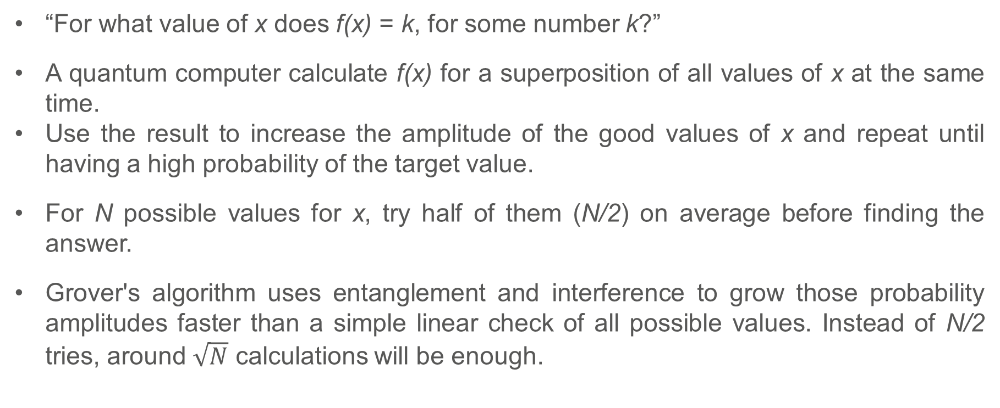 • “For what value of x does f(x) = k, for some number k?”
• A quantum computer calculate f(x) for a superposition of all values of x at the same
time.
• Use the result to increase the amplitude of the good values of x and repeat until
having a high probability of the target value.
• For N possible values for x, try half of them (N/2) on average before finding the
answer.
• Grover's algorithm uses entanglement and interference to grow those probability
amplitudes faster than a simple linear check of all possible values. Instead of N/2
tries, around √N calculations will be enough.